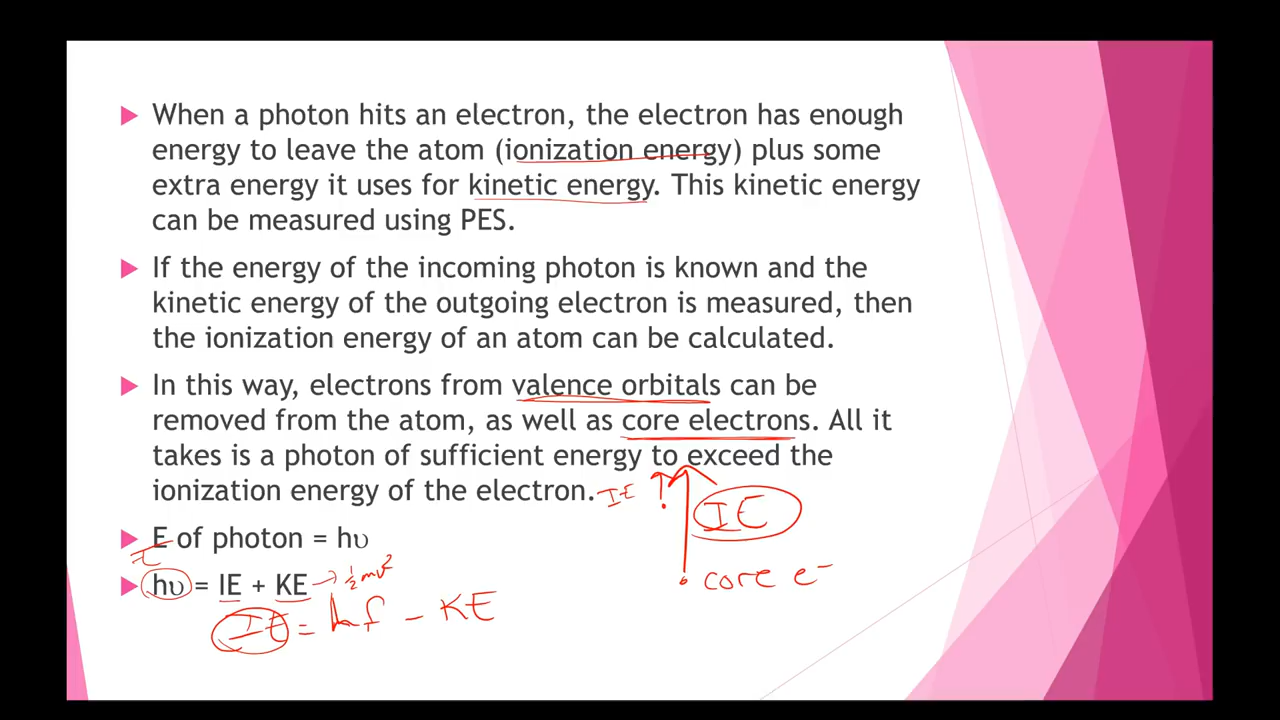 When a photon hits an electron, the electron has enough
energy to leave the atom (ionization energy) plus some
extra energy it uses for kinetic energy. This kinetic energy
can be measured using PES.
If the energy of the incoming photon is known and the
kinetic energy of the outgoing electron is measured, then
the ionization energy of an atom can be calculated.
In this way, electrons from valence orbitals can be
removed from the atom, as well as core electrons. All it
takes is a photon of sufficient energy to exceed the
ionization energy of the electron.
IE
IE
E of photon = hυ
core e-
hυ = IE + KE → ½mv²
IE = hf - KE